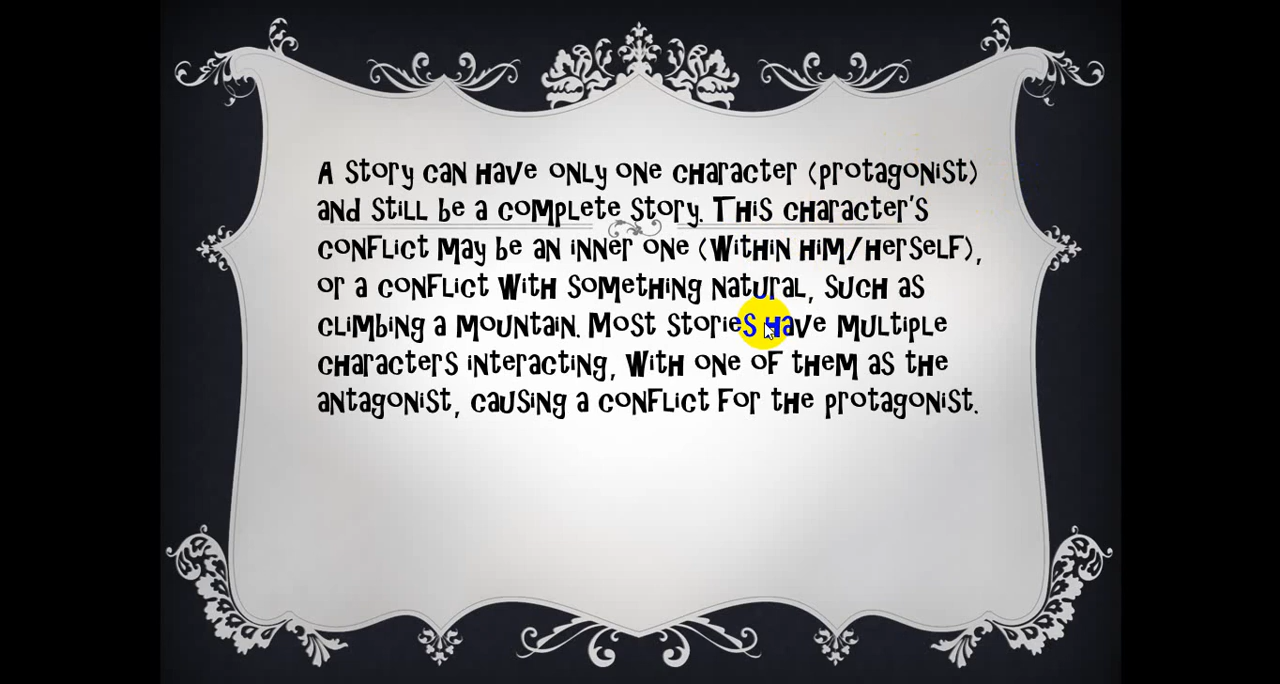 A story can have only one character (protagonist)
and still be a complete story. This character's
conflict may be an inner one (within him/herself),
or a conflict with something natural, such as
climbing a mountain. Most stories have multiple
characters interacting, with one of them as the
antagonist, causing a conflict for the protagonist.